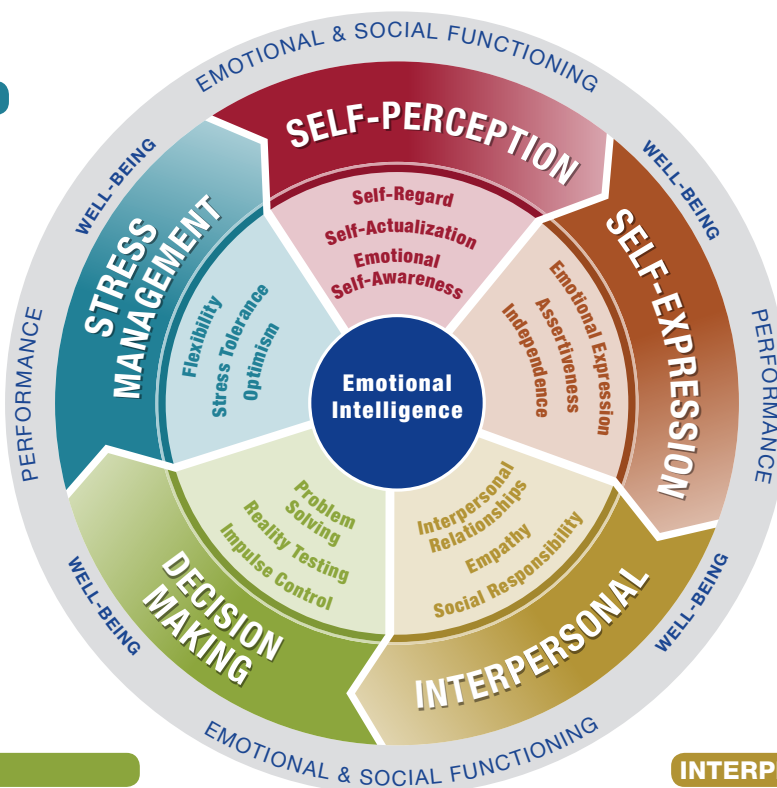 EMOTIONAL & SOCIAL FUNCTIONING
WELL-BEING
WELL-BEING
PERFORMANCE
PERFORMANCE
WELL-BEING
WELL-BEING
EMOTIONAL & SOCIAL FUNCTIONING
SELF-PERCEPTION
Self-Regard
Self-Actualization
Emotional
Self-Awareness
SELF-EXPRESSION
Emotional Expression
Assertiveness
Independence
INTERPERSONAL
Interpersonal
Relationships
Empathy
Social Responsibility
DECISION
MAKING
Problem
Solving
Reality Testing
Impulse Control
STRESS
MANAGEMENT
Flexibility
Stress Tolerance
Optimism
Emotional
Intelligence
INTERP